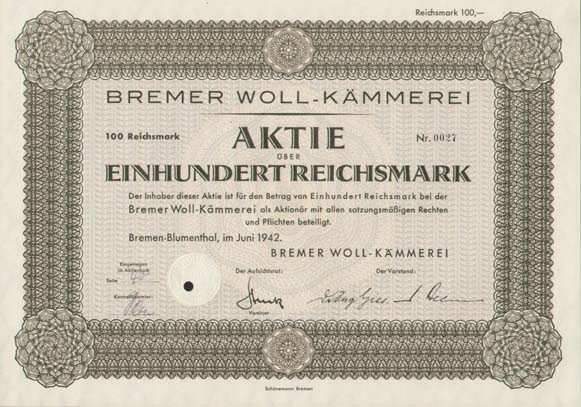 Reichsmark 100,—
BREMER WOLL-KÄMMEREI
100 Reichsmark
AKTIE
Nr. 0027
ÜBER
EINHUNDERT REICHSMARK
Der Inhaber dieser Aktie ist für den Betrag von Einhundert Reichsmark bei der
Bremer Woll-Kämmerei als Aktionär mit allen satzungsmäßigen Rechten
und Pflichten beteiligt.
Bremen-Blumenthal, im Juni 1942.
BREMER WOLL-KÄMMEREI
Eingetragen
im Aktienbuch
Seite
Der Aufsichtsrat:
Der Vorstand:
Kontrollbeamter:
Vorsitzer
Schünemann Bremen